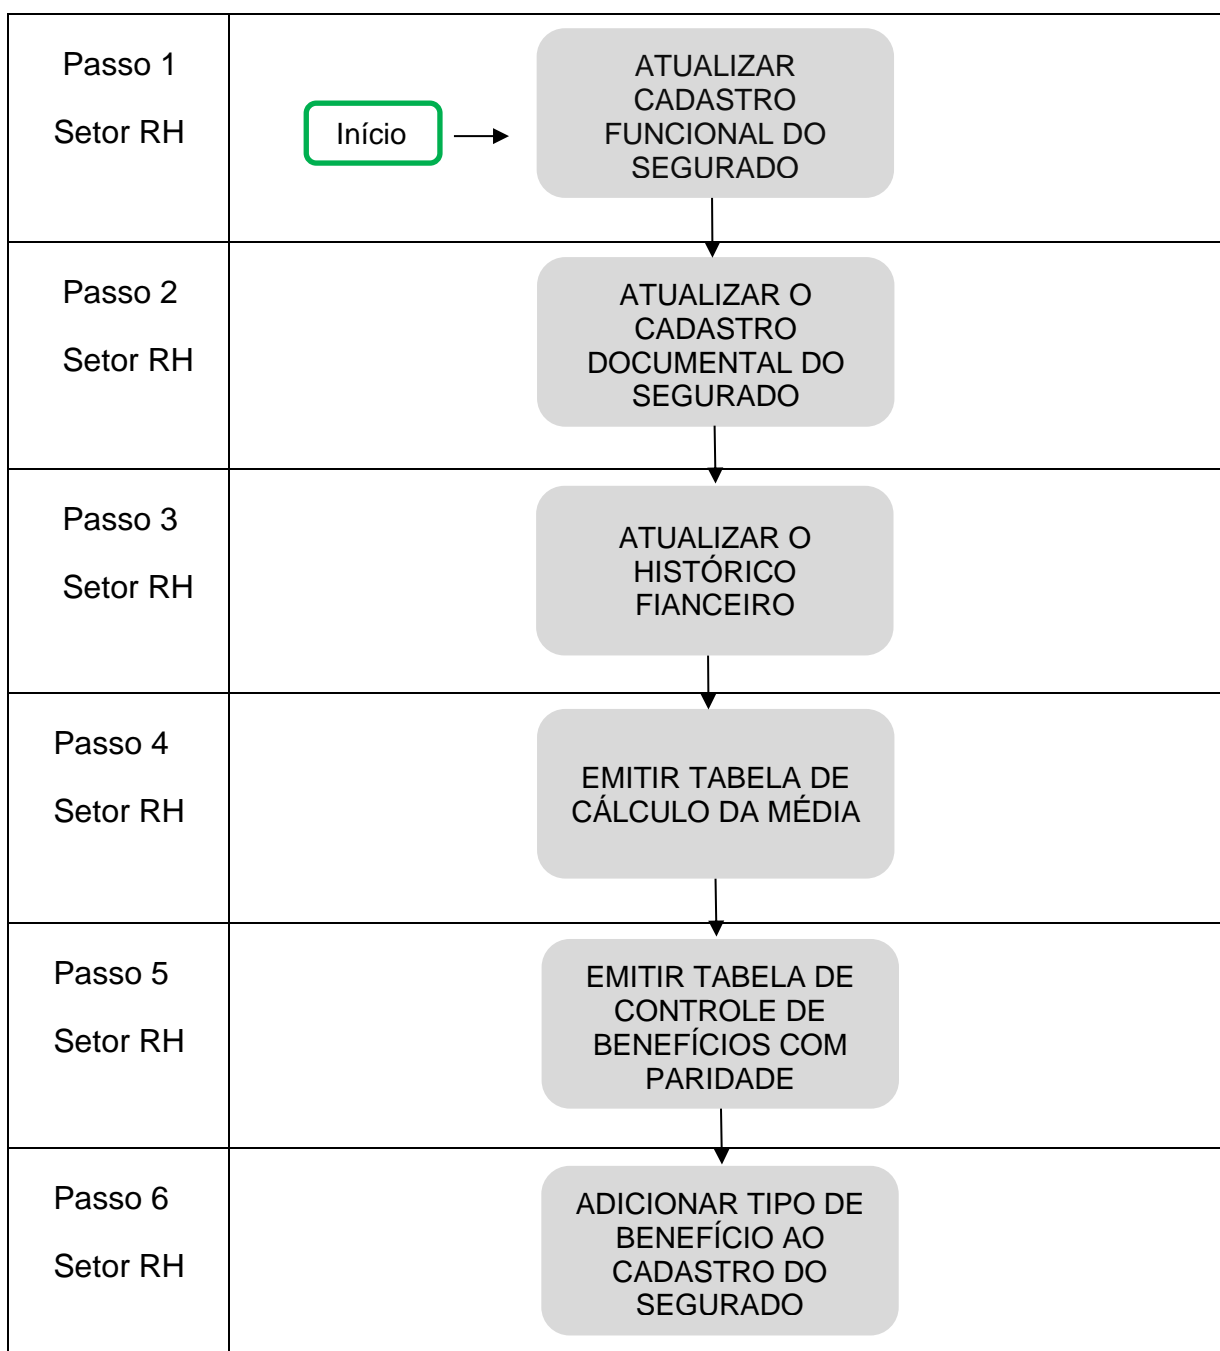 Passo 1
Setor RH
Início
ATUALIZAR
CADASTRO
FUNCIONAL DO
SEGURADO
Passo 2
Setor RH
ATUALIZAR O
CADASTRO
DOCUMENTAL DO
SEGURADO
Passo 3
Setor RH
ATUALIZAR O
HISTÓRICO
FIANCEIRO
Passo 4
Setor RH
EMITIR TABELA DE
CÁLCULO DA MÉDIA
Passo 5
Setor RH
EMITIR TABELA DE
CONTROLE DE
BENEFÍCIOS COM
PARIDADE
Passo 6
Setor RH
ADICIONAR TIPO DE
BENEFÍCIO AO
CADASTRO DO
SEGURADO